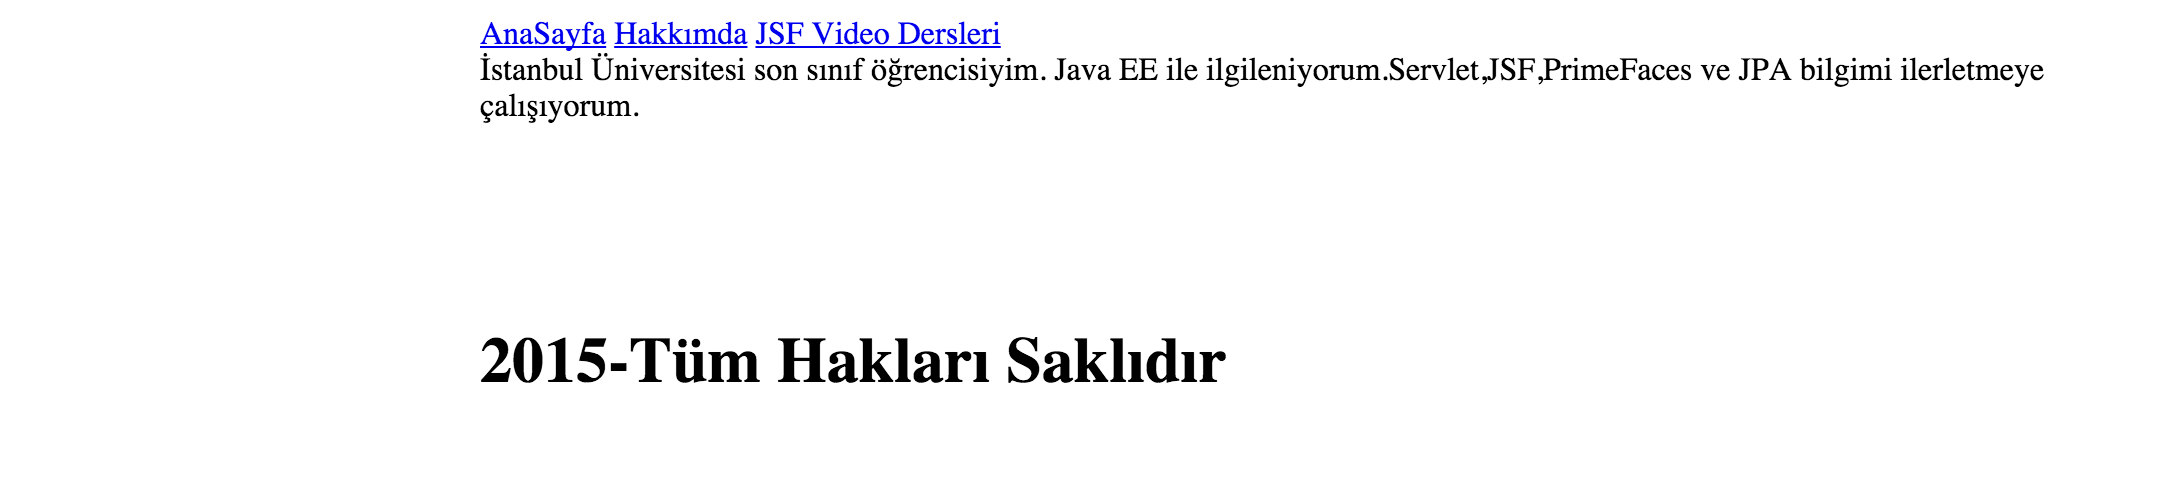 AnaSayfa Hakkımda JSF Video Dersleri
İstanbul Üniversitesi son sınıf öğrencisiyim. Java EE ile ilgileniyorum.Servlet,JSF,PrimeFaces ve JPA bilgimi ilerletmeye
çalışıyorum.
2015-Tüm Hakları Saklıdır